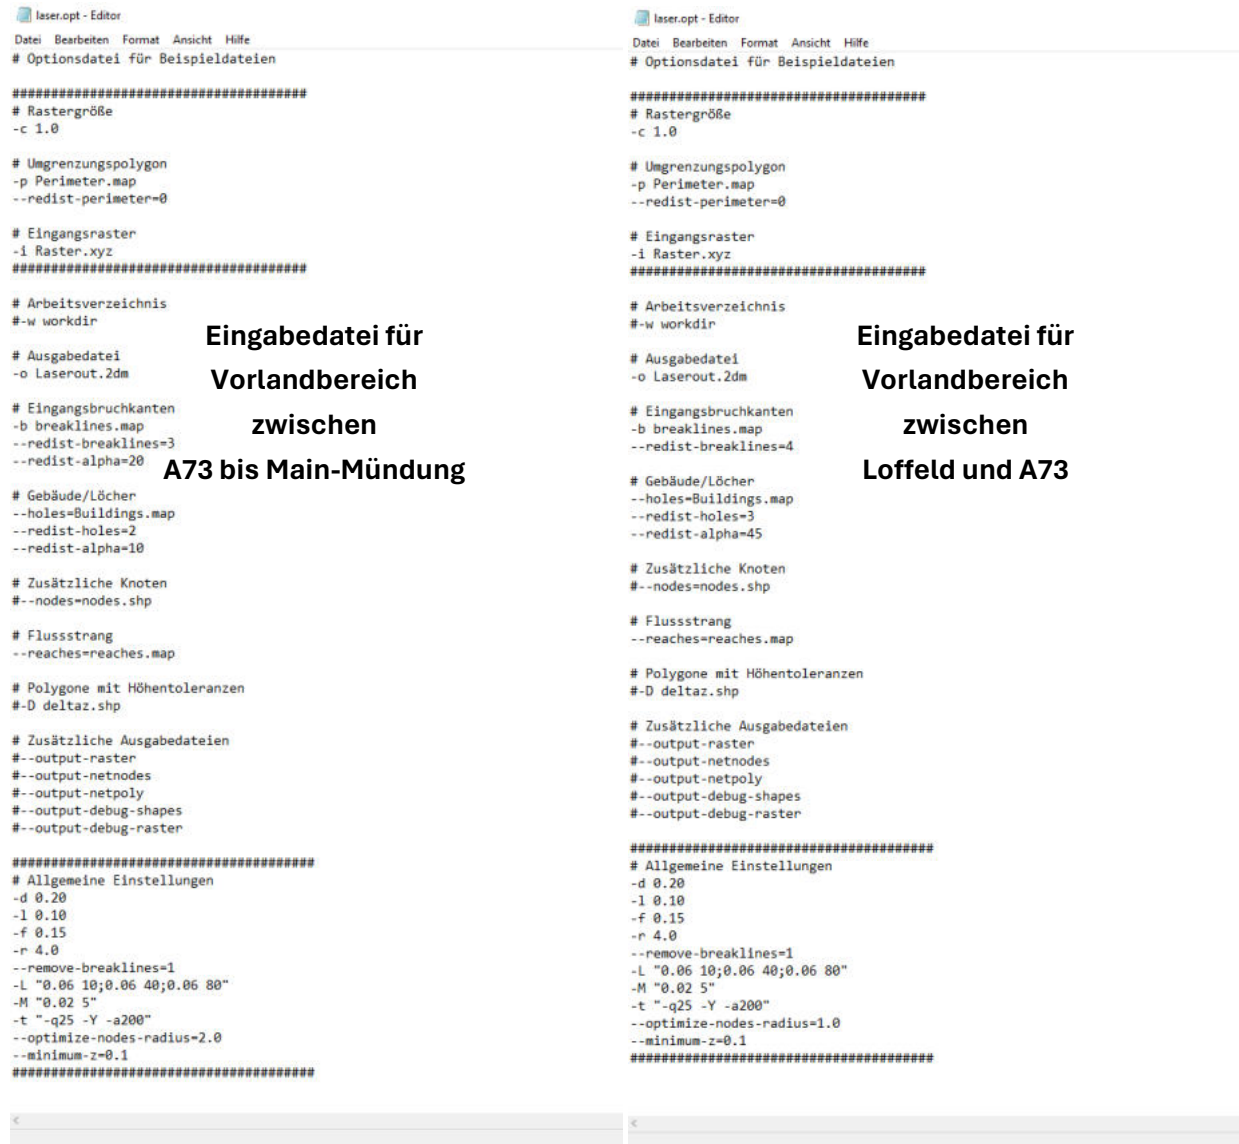 laser.opt - Editor
Datei Bearbeiten Format Ansicht Hilfe
# Optionsdatei für Beispieldateien
######################################
# Rastergröße
-c 1.0
# Umgrenzungspolygon
-p Perimeter.map
--redist-perimeter=0
# Eingangsraster
-i Raster.xyz
######################################
# Arbeitsverzeichnis
#-w workdir
# Ausgabedatei
-o Laserout.2dm
# Eingangsbruchkanten
-b breaklines.map
--redist-breaklines=3
--redist-alpha=20
# Gebäude/Löcher
--holes=Buildings.map
--redist-holes=2
--redist-alpha=10
# Zusätzliche Knoten
#--nodes=nodes.shp
# Flussstrang
--reaches=reaches.map
# Polygone mit Höhentoleranzen
#-D deltaz.shp
# Zusätzliche Ausgabedateien
#--output-raster
#--output-netnodes
#--output-netpoly
#--output-debug-shapes
#--output-debug-raster
#######################################
# Allgemeine Einstellungen
-d 0.20
-l 0.10
-f 0.15
-r 4.0
--remove-breaklines=1
-L "0.06 10;0.06 40;0.06 80"
-M "0.02 5"
-t "-q25 -Y -a200"
--optimize-nodes-radius=2.0
--minimum-z=0.1
#######################################
Eingabedatei für
Vorlandbereich
zwischen
A73 bis Main-Mündung
laser.opt - Editor
Datei Bearbeiten Format Ansicht Hilfe
# Optionsdatei für Beispieldateien
######################################
# Rastergröße
-c 1.0
# Umgrenzungspolygon
-p Perimeter.map
--redist-perimeter=0
# Eingangsraster
-i Raster.xyz
######################################
# Arbeitsverzeichnis
#-w workdir
# Ausgabedatei
-o Laserout.2dm
# Eingangsbruchkanten
-b breaklines.map
--redist-breaklines=4
# Gebäude/Löcher
--holes=Buildings.map
--redist-holes=3
--redist-alpha=45
# Zusätzliche Knoten
#--nodes=nodes.shp
# Flussstrang
--reaches=reaches.map
# Polygone mit Höhentoleranzen
#-D deltaz.shp
# Zusätzliche Ausgabedateien
#--output-raster
#--output-netnodes
#--output-netpoly
#--output-debug-shapes
#--output-debug-raster
#######################################
# Allgemeine Einstellungen
-d 0.20
-l 0.10
-f 0.15
-r 4.0
--remove-breaklines=1
-L "0.06 10;0.06 40;0.06 80"
-M "0.02 5"
-t "-q25 -Y -a200"
--optimize-nodes-radius=1.0
--minimum-z=0.1
#######################################
Eingabedatei für
Vorlandbereich
zwischen
Loffeld und A73